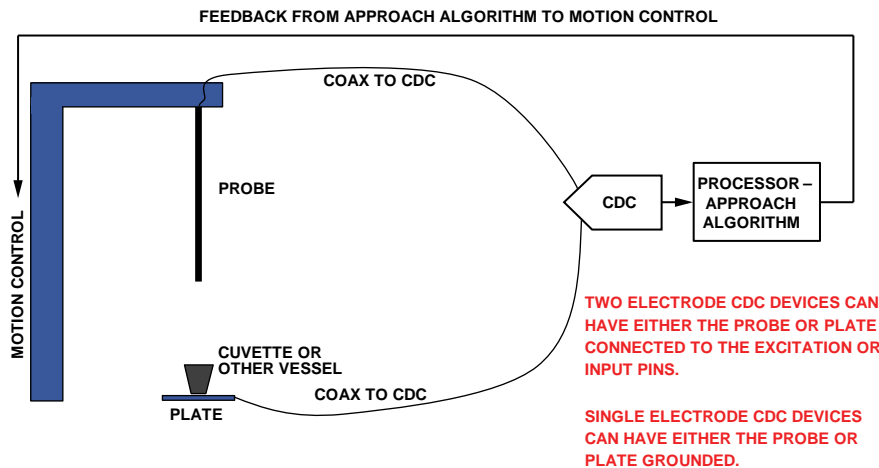 FEEDBACK FROM APPROACH ALGORITHM TO MOTION CONTROL
COAX TO CDC
PROBE
MOTION CONTROL
CDC
PROCESSOR –
APPROACH
ALGORITHM
CUVETTE OR
OTHER VESSEL
PLATE
COAX TO CDC
TWO ELECTRODE CDC DEVICES CAN
HAVE EITHER THE PROBE OR PLATE
CONNECTED TO THE EXCITATION OR
INPUT PINS.
SINGLE ELECTRODE CDC DEVICES
CAN HAVE EITHER THE PROBE OR
PLATE GROUNDED.